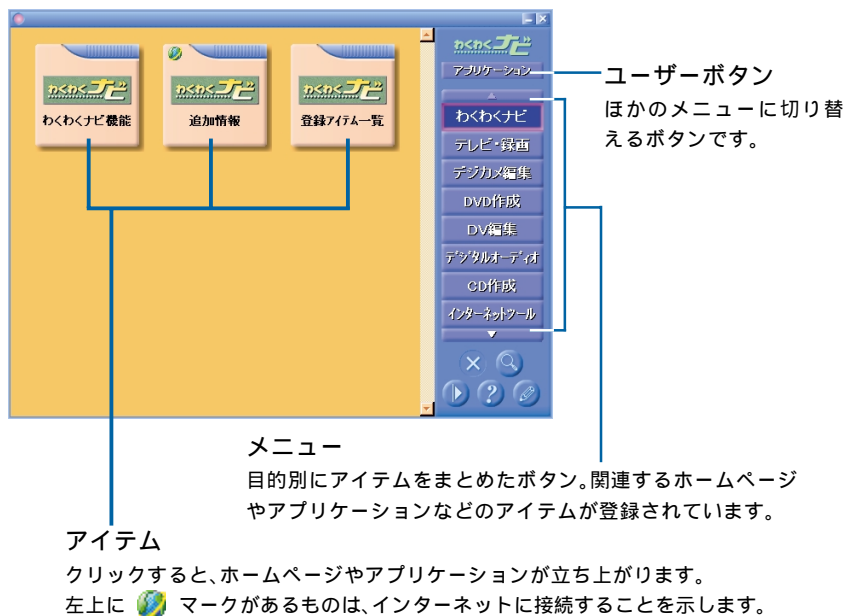 わくわくナビ
わくわくナビ機能
わくわくナビ
追加情報
わくわくナビ
登録アイテム一覧
わくわくナビ
アプリケーション
わくわくナビ
テレビ・録画
デジカメ編集
DVD作成
DV編集
デジタルオーディオ
CD作成
インターネットツール
ユーザーボタン
ほかのメニューに切り替
えるボタンです。
メニュー
目的別にアイテムをまとめたボタン。関連するホームページ
やアプリケーションなどのアイテムが登録されています。
アイテム
クリックすると、ホームページやアプリケーションが立ち上がります。
左上に マークがあるものは、インターネットに接続することを示します。